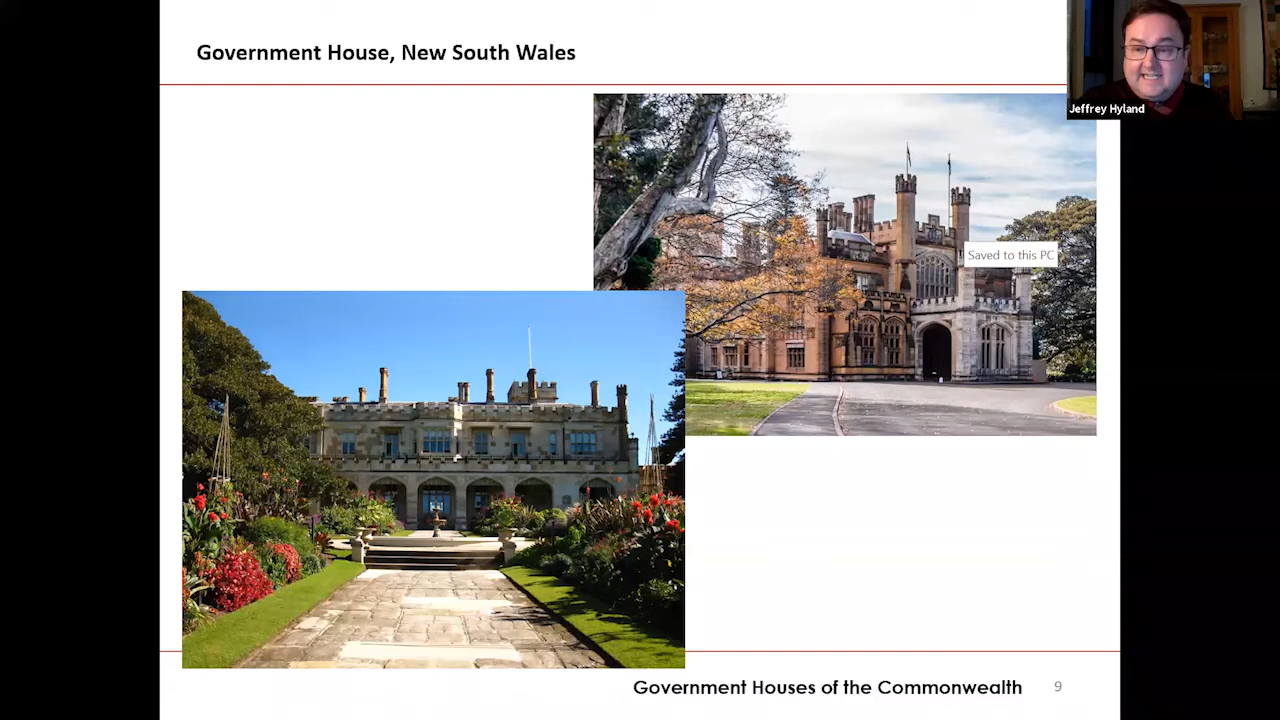 Government House, New South Wales
Jeffrey Hyland
Saved to this PC
Government Houses of the Commonwealth
9